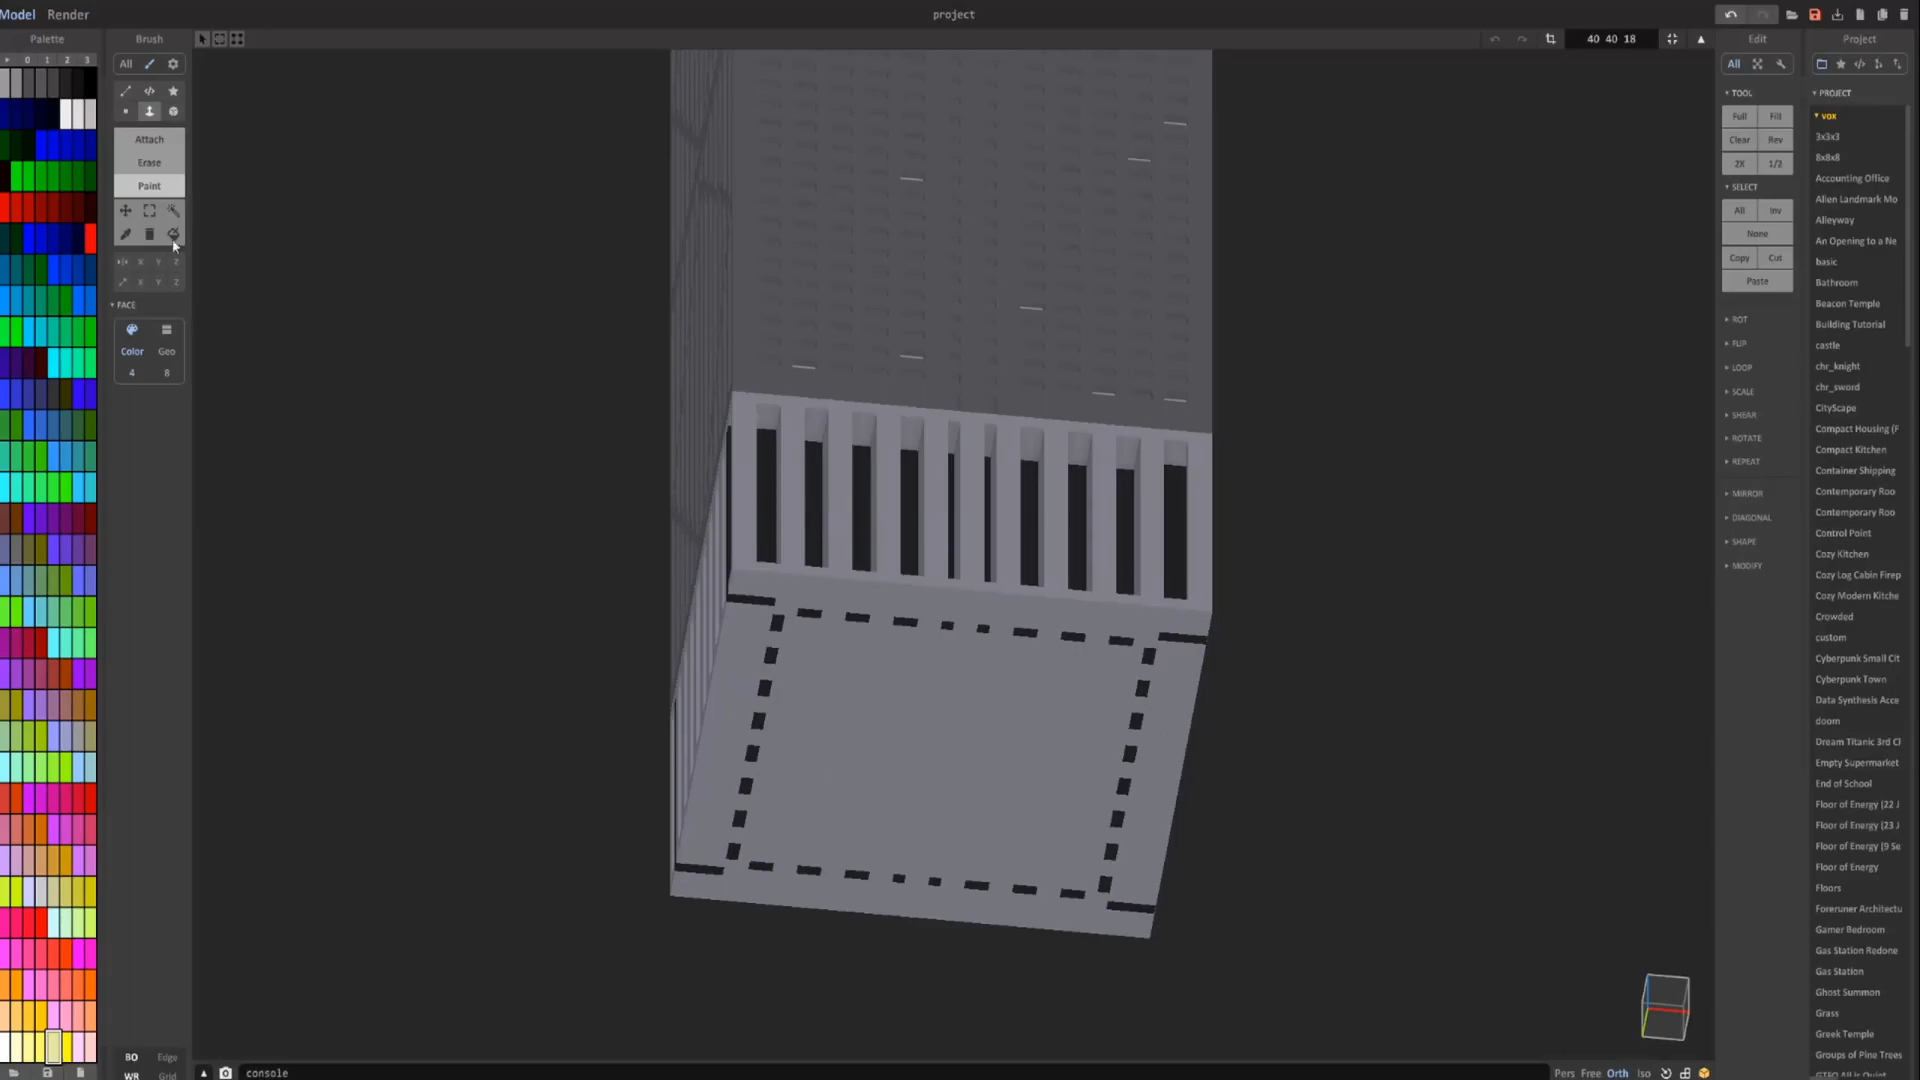 Model Render
project
Palette
Brush
40 40 18
Edit
Project
0 1 2 3
All
All
TOOL
PROJECT
Full Fill
Clear Rev
2X 1/2
SELECT
All Inv
None
Copy Cut
Paste
ROT
FLIP
LOOP
SCALE
SHEAR
ROTATE
REPEAT
MIRROR
DIAGONAL
SHAPE
MODIFY
Attach
Erase
Paint
X Y Z
X Y Z
FACE
Color Geo
4 8
vox
3x3x3
8x8x8
Accounting Office
Alien Landmark Mo
Alleyway
An Opening to a Ne
basic
Bathroom
Beacon Temple
Building Tutorial
castle
chr_knight
chr_sword
CityScape
Compact Housing (F
Compact Kitchen
Container Shipping
Contemporary Roo
Contemporary Roo
Control Point
Cozy Kitchen
Cozy Log Cabin Firep
Cozy Modern Kitche
Crowded
custom
Cyberpunk Small Cit
Cyberpunk Town
Data Synthesis Acce
doom
Dream Titanic 3rd Cl
Empty Supermarket
End of School
Floor of Energy (22 J
Floor of Energy (23 J
Floor of Energy (9 Se
Floor of Energy
Floors
Forerunner Architectu
Gamer Bedroom
Gas Station Redone
Gas Station
Ghost Summon
Grass
Greek Temple
Groups of Pine Trees
BO Edge
WR Grid
console
Pers Free Orth Iso